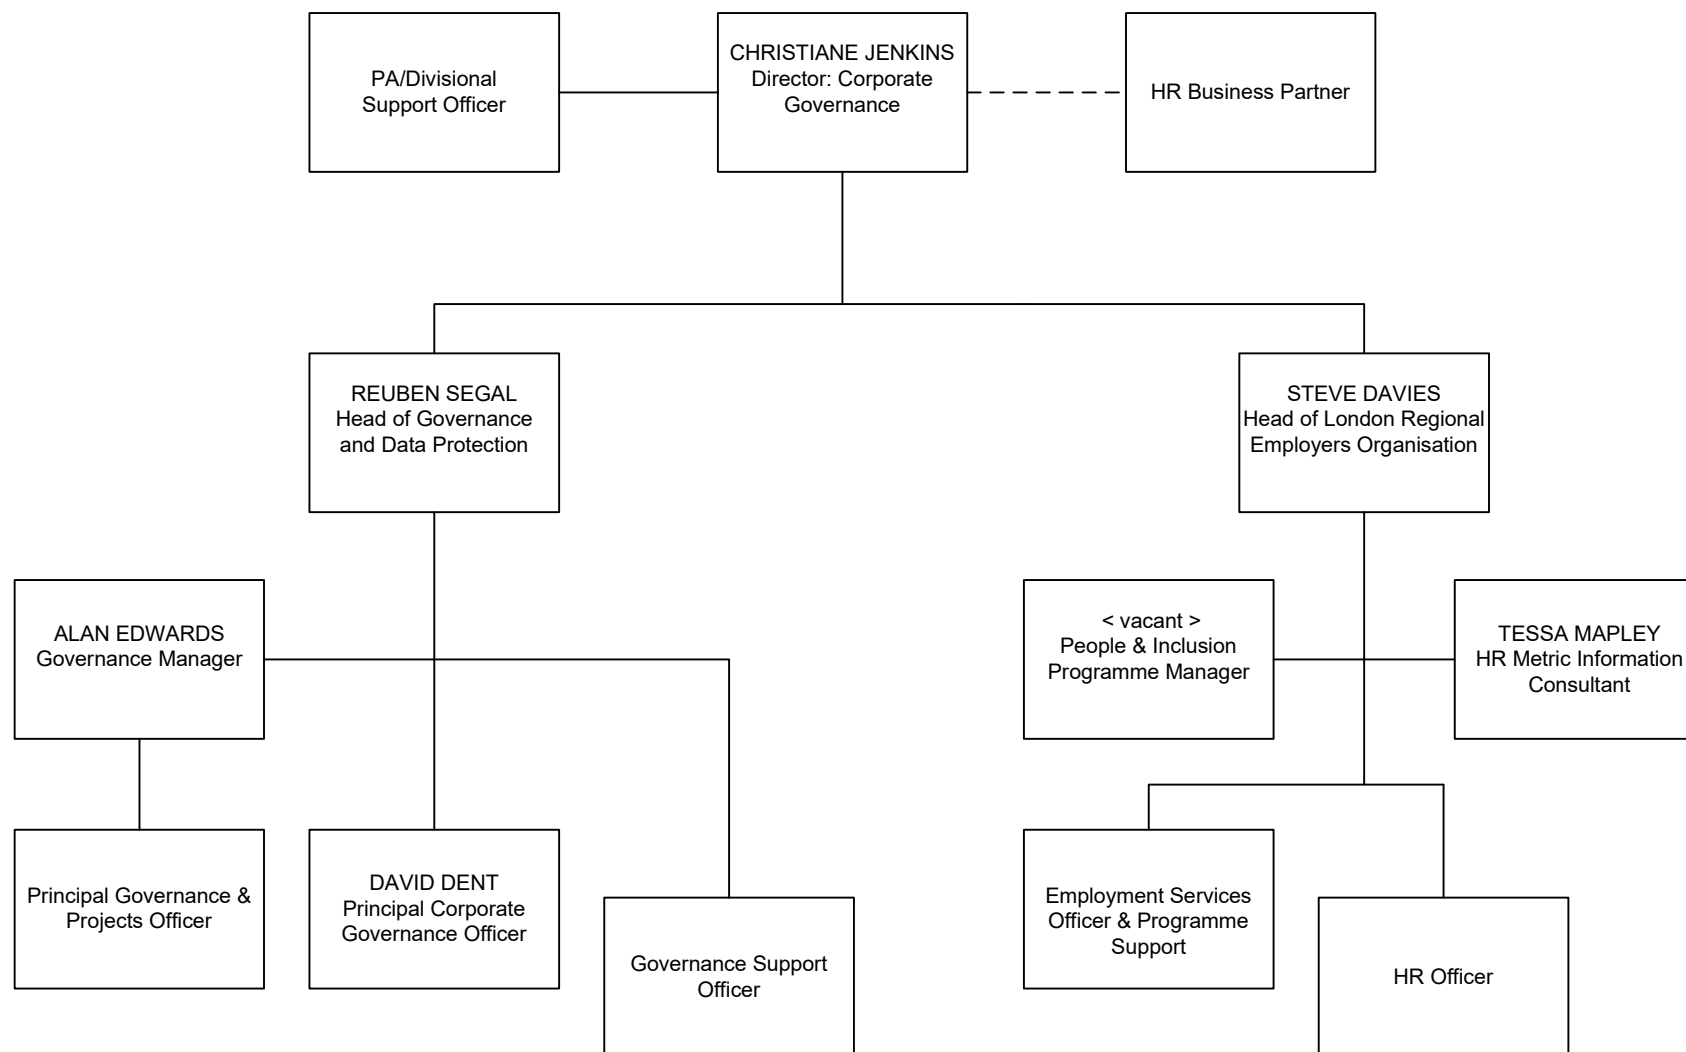 PA/Divisional
Support Officer
CHRISTIANE JENKINS
Director: Corporate
Governance
HR Business Partner
REUBEN SEGAL
Head of Governance
and Data Protection
STEVE DAVIES
Head of London Regional
Employers Organisation
ALAN EDWARDS
Governance Manager
< vacant >
People & Inclusion
Programme Manager
TESSA MAPLEY
HR Metric Information
Consultant
Principal Governance &
Projects Officer
DAVID DENT
Principal Corporate
Governance Officer
Governance Support
Officer
Employment Services
Officer & Programme
Support
HR Officer